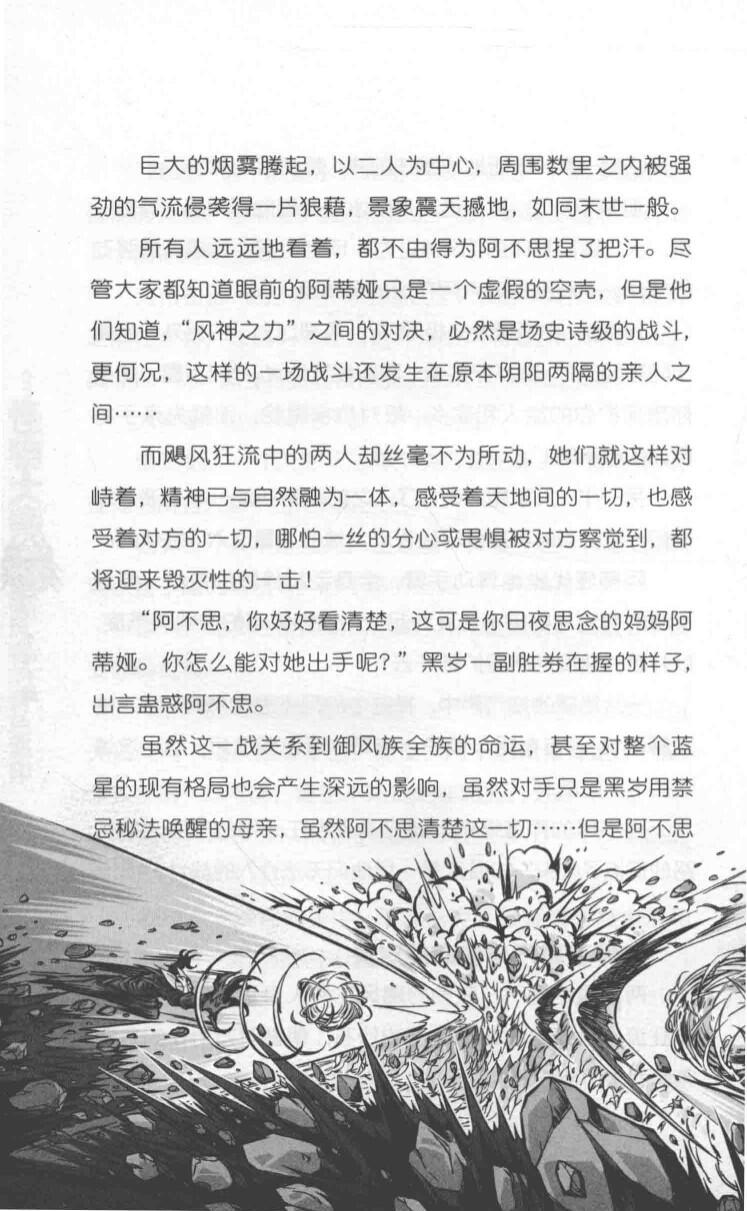 巨大的烟雾腾起，以二人为中心，周围数里之内被强
劲的气流侵袭得一片狼藉，景象震天撼地，如同末世一般。
所有人远远地看着，都不由得为阿不思捏了把汗。尽
管大家都知道眼前的阿蒂娅只是一个虚假的空壳，但是他
们知道，“风神之力”之间的对决，必然是场史诗级的战斗，
更何况，这样的一场战斗还发生在原本阴阳两隔的亲人之
间……
而飓风狂流中的两人却丝毫不为所动，她们就这样对
峙着，精神已与自然融为一体，感受着天地间的一切，也感
受着对方的一切，哪怕一丝的分心或畏惧被对方察觉到，都
将迎来毁灭性的一击！
“阿不思，你好好看清楚，这可是你日夜思念的妈妈阿
蒂娅。你怎么能对她出手呢？”黑岁一副胜券在握的样子，
出言蛊惑阿不思。
虽然这一战关系到御风族全族的命运，甚至对整个蓝
星的现有格局也会产生深远的影响，虽然对手只是黑岁用禁
忌秘法唤醒的母亲，虽然阿不思清楚这一切……但是阿不思